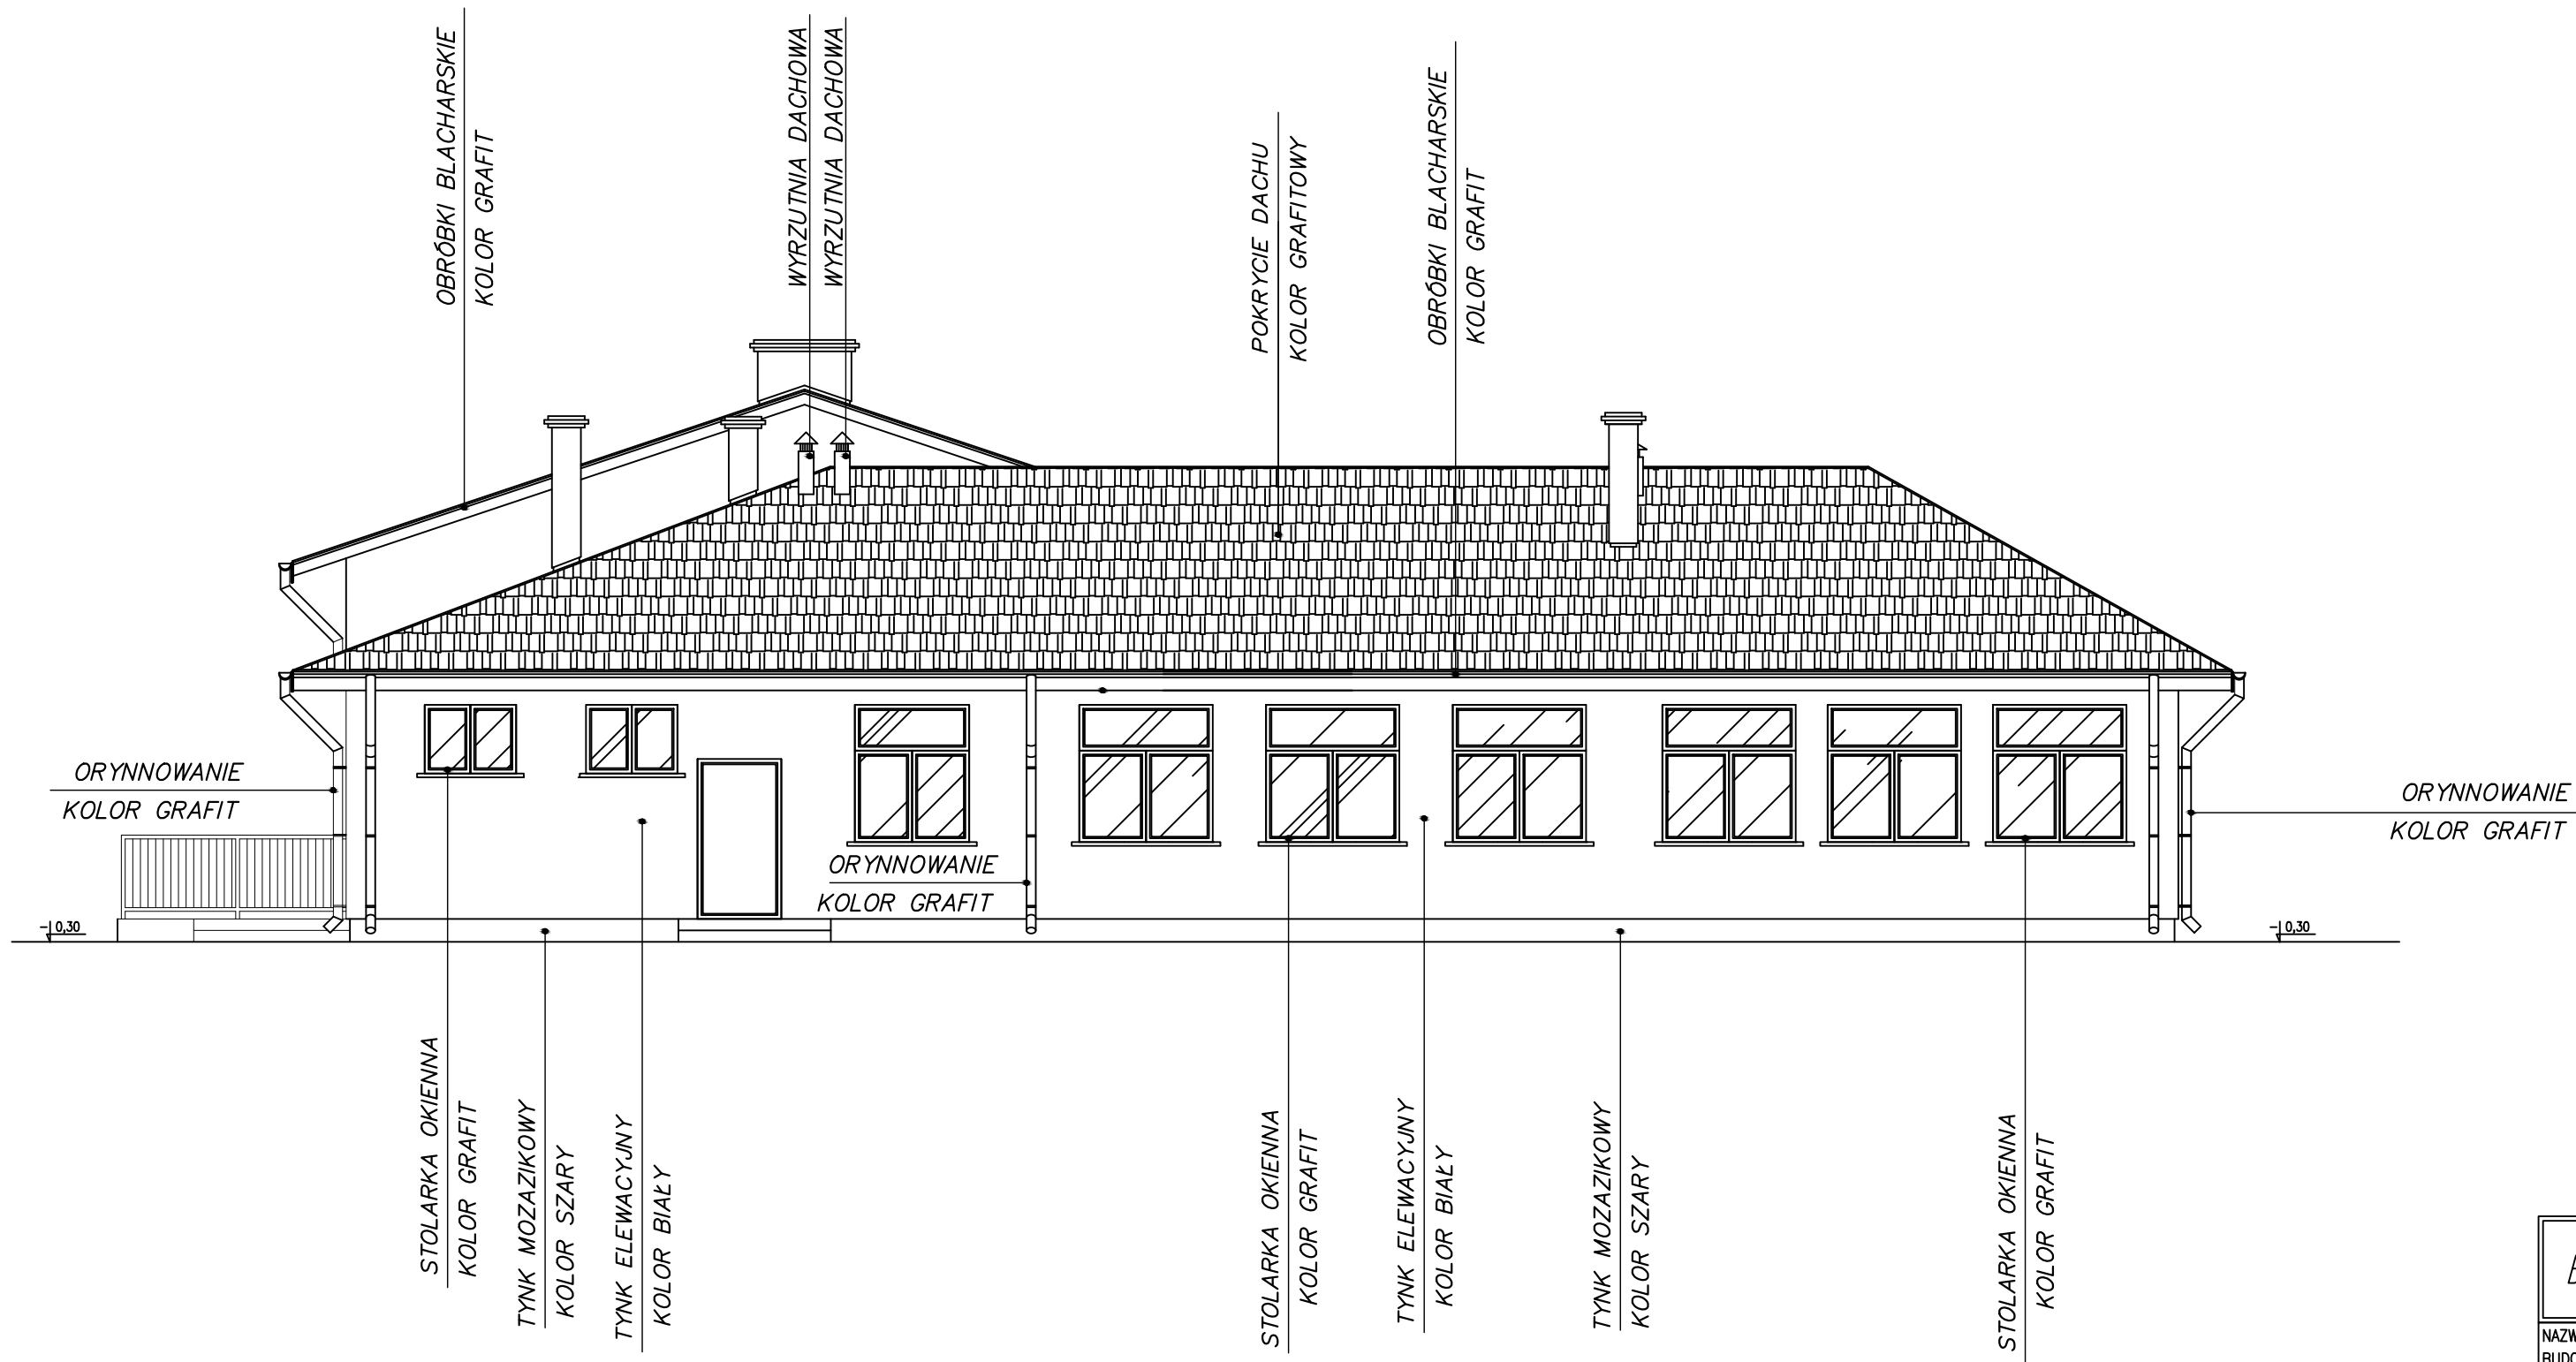 OBRÓBKI BLACHARSKIE
KOLOR GRAFIT
WYRZUTNIA DACHOWA
WYRZUTNIA DACHOWA
POKRYCIE DACHU
KOLOR GRAFITOWY
OBRÓBKI BLACHARSKIE
KOLOR GRAFIT
ORYNNOWANIE
KOLOR GRAFIT
ORYNNOWANIE
KOLOR GRAFIT
ORYNNOWANIE
KOLOR GRAFIT
- 0,30
- 0,30
STOLARKA OKIENNA
KOLOR GRAFIT
TYNK MOZAZIKOWY
KOLOR SZARY
TYNK ELEWACYJNY
KOLOR BIAŁY
STOLARKA OKIENNA
KOLOR GRAFIT
TYNK ELEWACYJNY
KOLOR BIAŁY
TYNK MOZAZIKOWY
KOLOR SZARY
STOLARKA OKIENNA
KOLOR GRAFIT